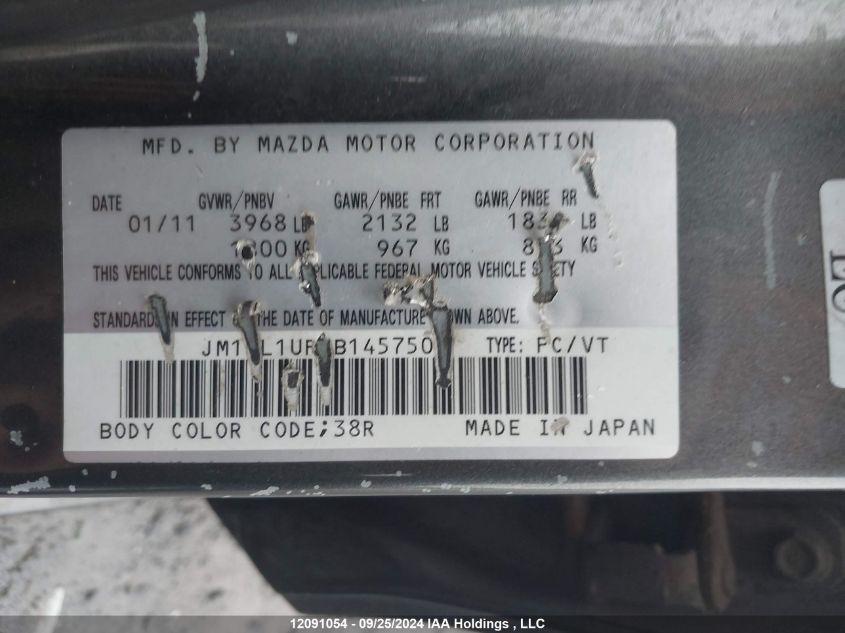 MFD. BY MAZDA MOTOR CORPORATION
DATE GVWR/PNBV GAWR/PNBE FRT GAWR/PNBE RR
01/11 3968 LB 2132 LB LB
KG 967 KG KG
THIS VEHICLE CONFORMS TO ALL APPLICABLE FEDERAL MOTOR VEHICLE SAFETY
STANDARDS IN EFFECT ON THE DATE OF MANUFACTURE SHOWN ABOVE.
TYPE: PC/VT
BODY COLOR CODE;38R MADE IN JAPAN
12091054 - 09/25/2024 IAA Holdings , LLC